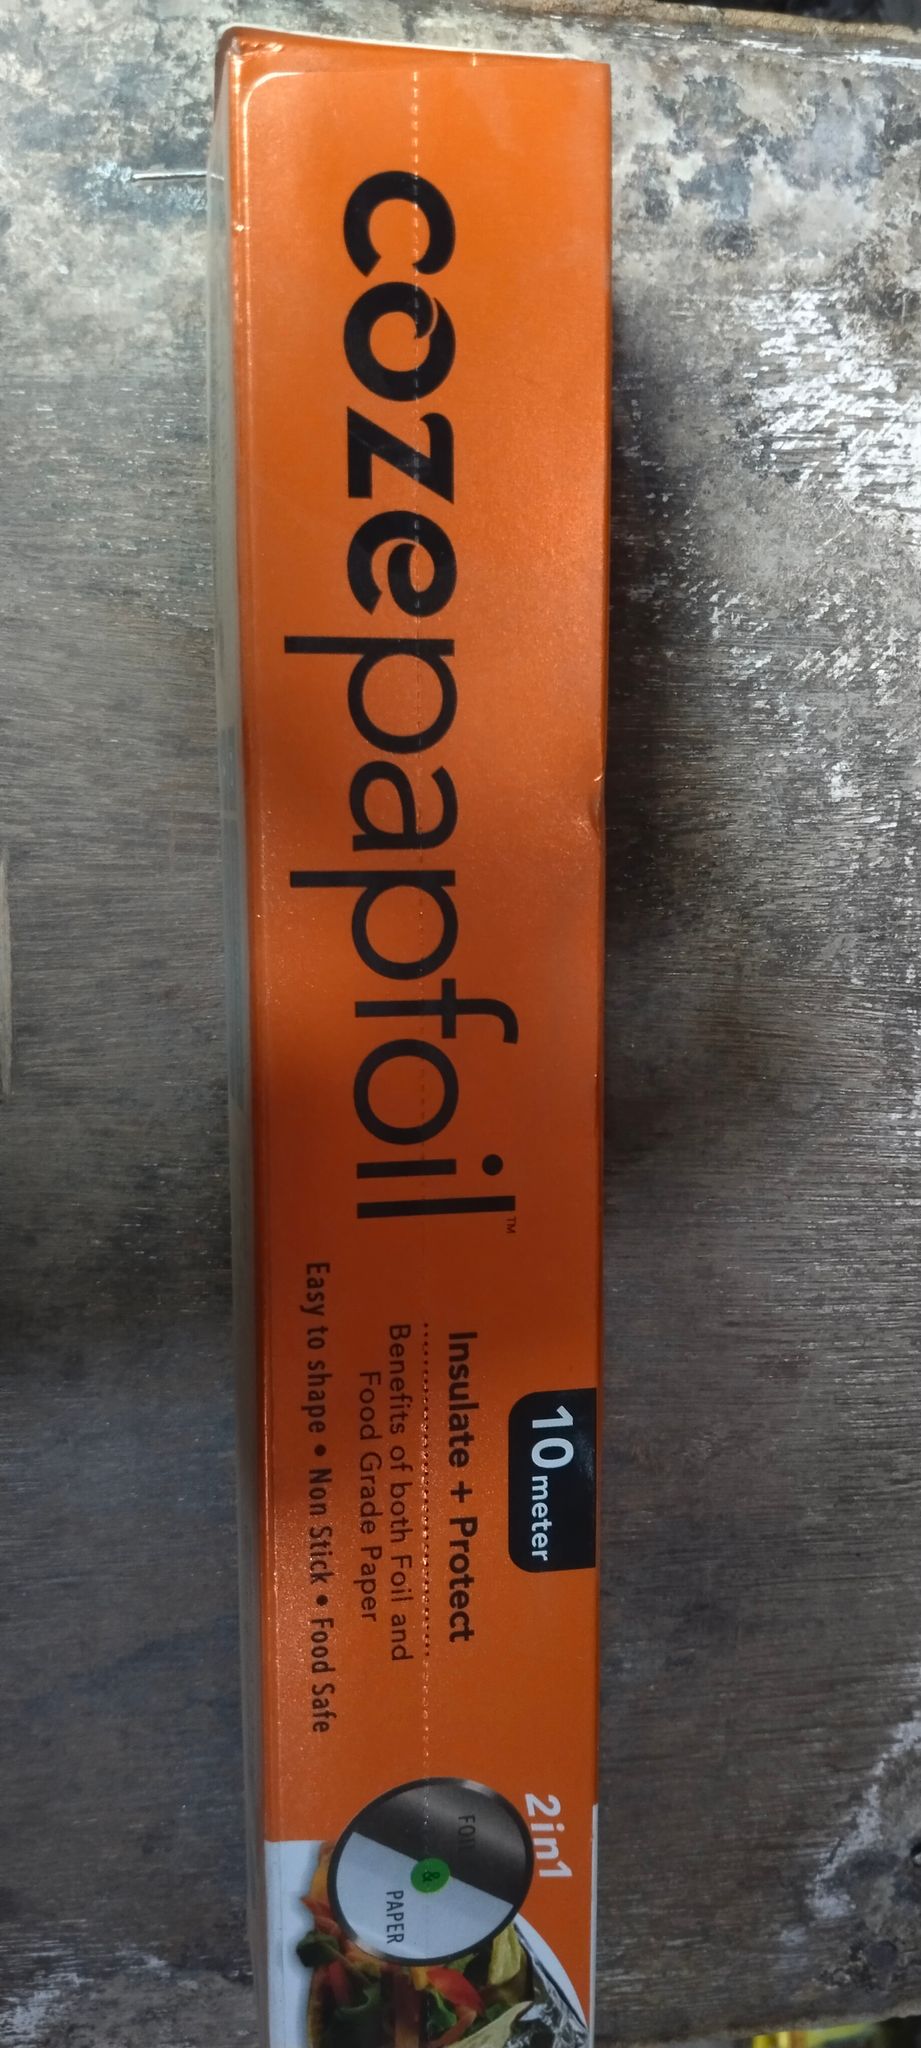 cozepapfoil™
10 meter
Insulate + Protect
Benefits of both Foil and
Food Grade Paper
Easy to shape • Non Stick • Food Safe
2in1
FOIL
&
PAPER